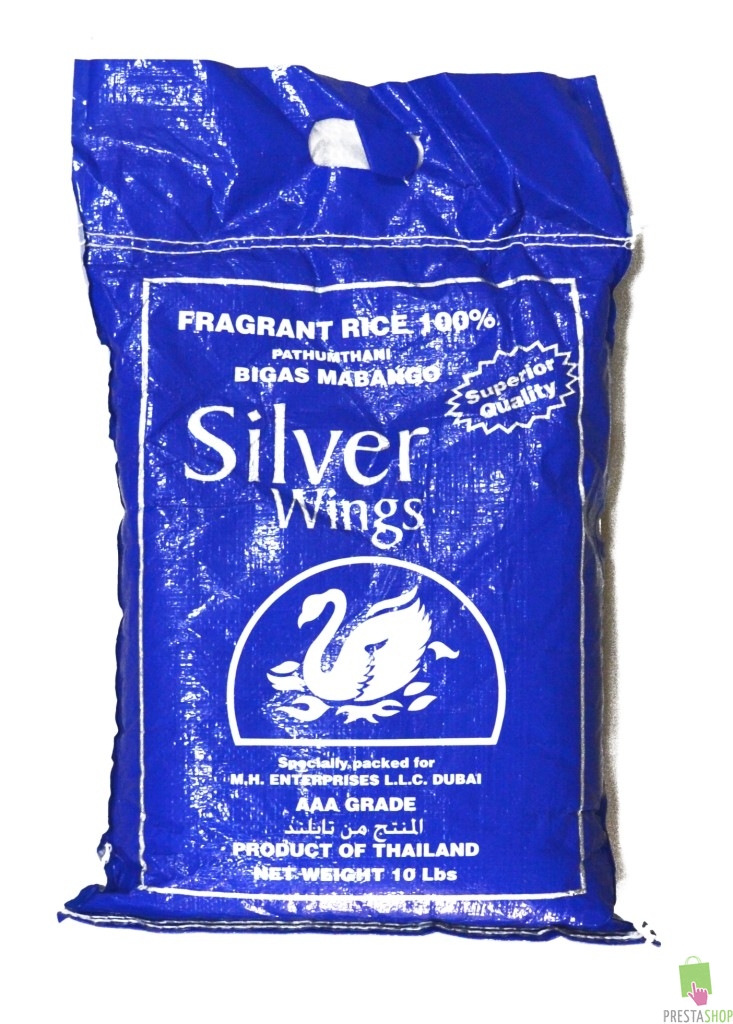 FRAGRANT RICE 100%
PATHUMTHANI
BIGAS MABANGO
Superior
Quality
Silver
Wings
Specially packed for
M.H. ENTERPRISES L.L.C. DUBAI
AAA GRADE
المنتج من تايلند
PRODUCT OF THAILAND
NET WEIGHT 10 Lbs
PRESTASHOP